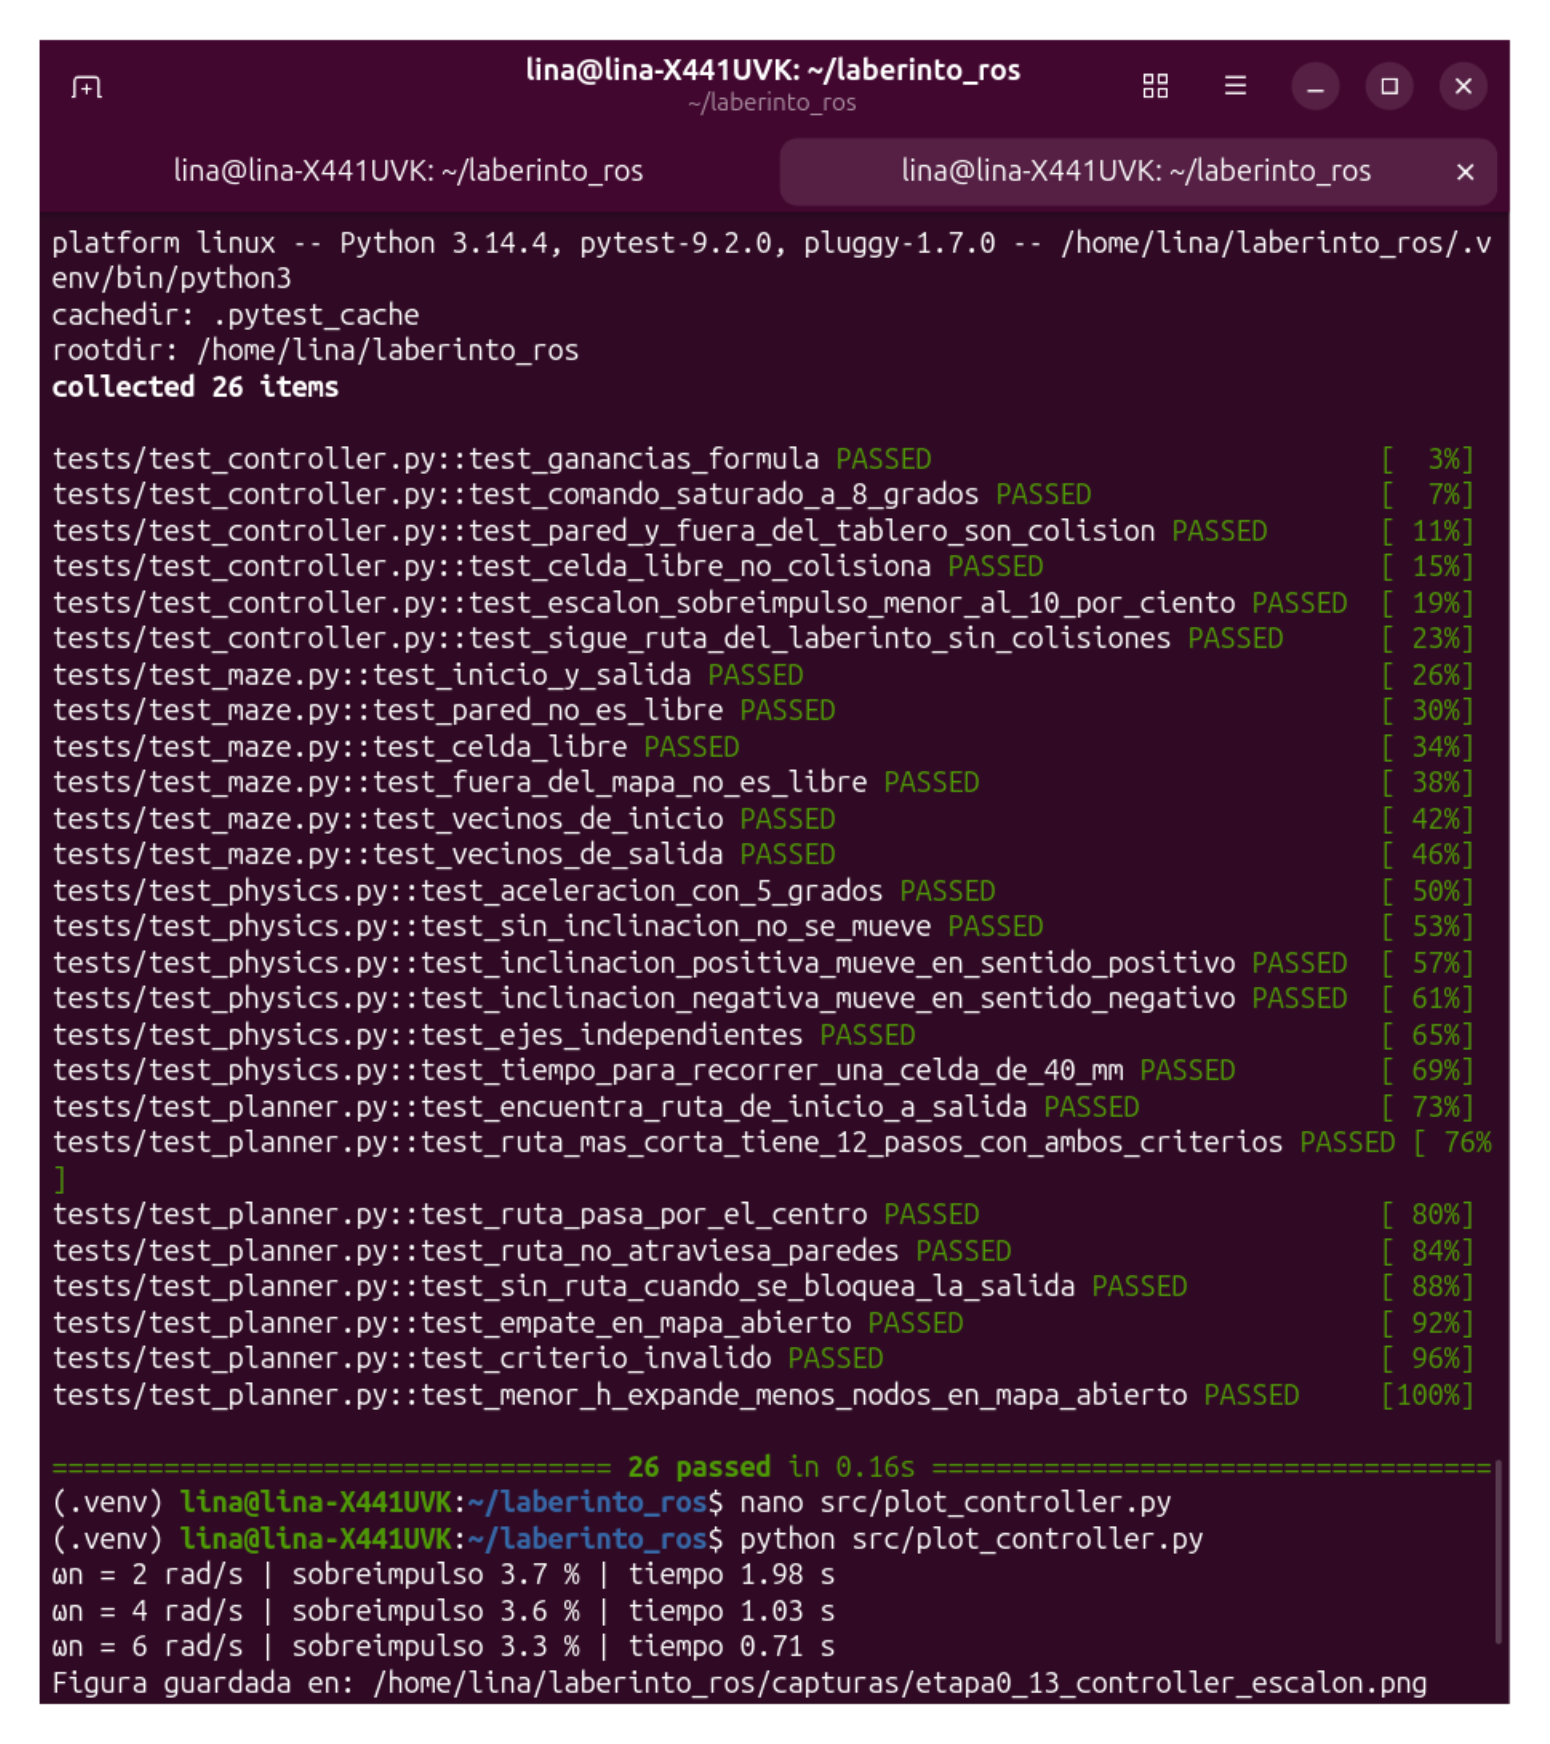 lina@lina-X441UVK: ~/laberinto_ros
~/laberinto_ros
lina@lina-X441UVK: ~/laberinto_ros
lina@lina-X441UVK: ~/laberinto_ros
platform linux -- Python 3.14.4, pytest-9.2.0, pluggy-1.7.0 -- /home/lina/laberinto_ros/.v
env/bin/python3
cachedir: .pytest_cache
rootdir: /home/lina/laberinto_ros
collected 26 items
tests/test_controller.py::test_ganancias_formula PASSED [  3%]
tests/test_controller.py::test_comando_saturado_a_8_grados PASSED [  7%]
tests/test_controller.py::test_pared_y_fuera_del_tablero_son_colision PASSED [ 11%]
tests/test_controller.py::test_celda_libre_no_colisiona PASSED [ 15%]
tests/test_controller.py::test_escalon_sobreimpulso_menor_al_10_por_ciento PASSED [ 19%]
tests/test_controller.py::test_sigue_ruta_del_laberinto_sin_colisiones PASSED [ 23%]
tests/test_maze.py::test_inicio_y_salida PASSED [ 26%]
tests/test_maze.py::test_pared_no_es_libre PASSED [ 30%]
tests/test_maze.py::test_celda_libre PASSED [ 34%]
tests/test_maze.py::test_fuera_del_mapa_no_es_libre PASSED [ 38%]
tests/test_maze.py::test_vecinos_de_inicio PASSED [ 42%]
tests/test_maze.py::test_vecinos_de_salida PASSED [ 46%]
tests/test_physics.py::test_aceleracion_con_5_grados PASSED [ 50%]
tests/test_physics.py::test_sin_inclinacion_no_se_mueve PASSED [ 53%]
tests/test_physics.py::test_inclinacion_positiva_mueve_en_sentido_positivo PASSED [ 57%]
tests/test_physics.py::test_inclinacion_negativa_mueve_en_sentido_negativo PASSED [ 61%]
tests/test_physics.py::test_ejes_independientes PASSED [ 65%]
tests/test_physics.py::test_tiempo_para_recorrer_una_celda_de_40_mm PASSED [ 69%]
tests/test_planner.py::test_encuentra_ruta_de_inicio_a_salida PASSED [ 73%]
tests/test_planner.py::test_ruta_mas_corta_tiene_12_pasos_con_ambos_criterios PASSED [ 76%
]
tests/test_planner.py::test_ruta_pasa_por_el_centro PASSED [ 80%]
tests/test_planner.py::test_ruta_no_atraviesa_paredes PASSED [ 84%]
tests/test_planner.py::test_sin_ruta_cuando_se_bloquea_la_salida PASSED [ 88%]
tests/test_planner.py::test_empate_en_mapa_abierto PASSED [ 92%]
tests/test_planner.py::test_criterio_invalido PASSED [ 96%]
tests/test_planner.py::test_menor_h_expande_menos_nodos_en_mapa_abierto PASSED [100%]
=================================== 26 passed in 0.16s ===================================
(.venv) lina@lina-X441UVK:~/laberinto_ros$ nano src/plot_controller.py
(.venv) lina@lina-X441UVK:~/laberinto_ros$ python src/plot_controller.py
ωn = 2 rad/s | sobreimpulso 3.7 % | tiempo 1.98 s
ωn = 4 rad/s | sobreimpulso 3.6 % | tiempo 1.03 s
ωn = 6 rad/s | sobreimpulso 3.3 % | tiempo 0.71 s
Figura guardada en: /home/lina/laberinto_ros/capturas/etapa0_13_controller_escalon.png